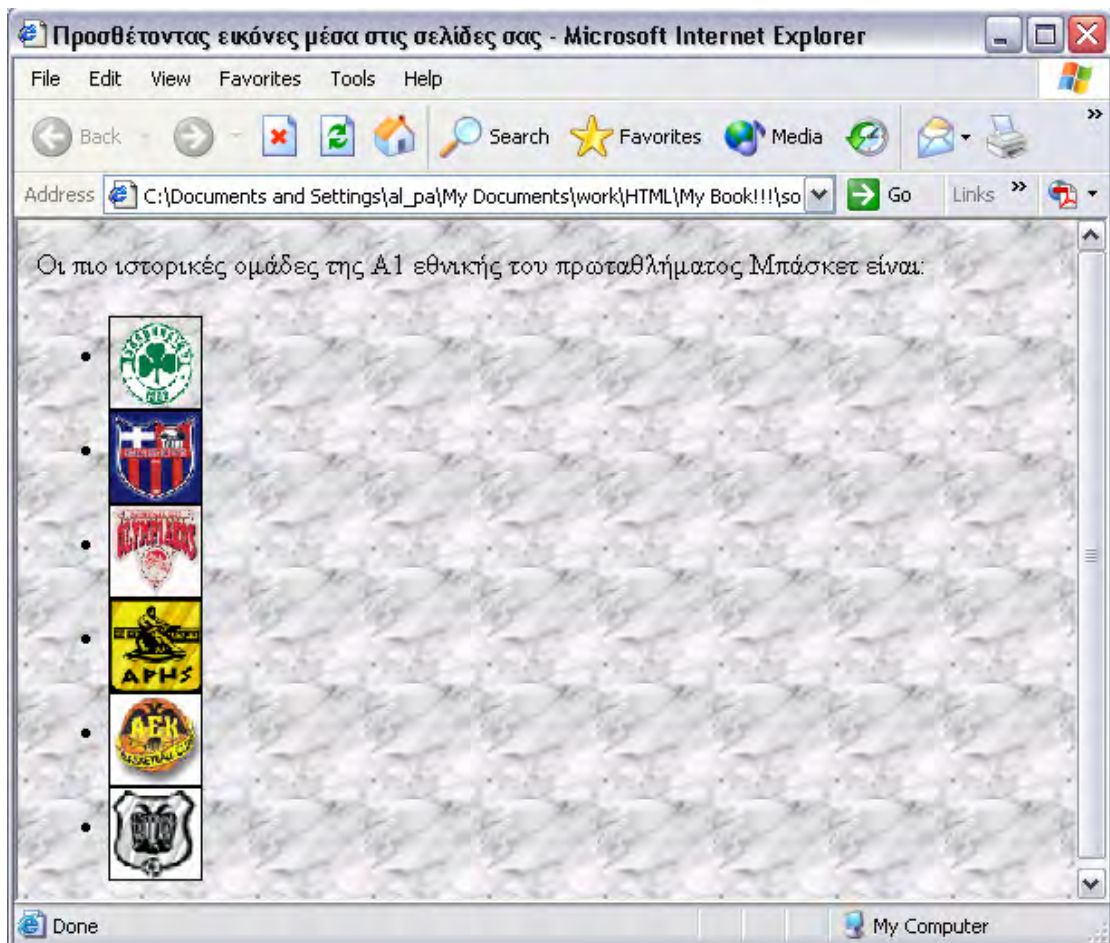 Προσθέτοντας εικόνες μέσα στις σελίδες σας - Microsoft Internet Explorer
File Edit View Favorites Tools Help
Back Search Favorites Media
Address C:\Documents and Settings\al_pa\My Documents\work\HTML\My Book!!!\so Go Links
Οι πιο ιστορικές ομάδες της Α1 εθνικής του πρωταθλήματος Μπάσκετ είναι:
OLYMPIAKOS
ΑΡΗΣ
ΑΕΚ
Done My Computer